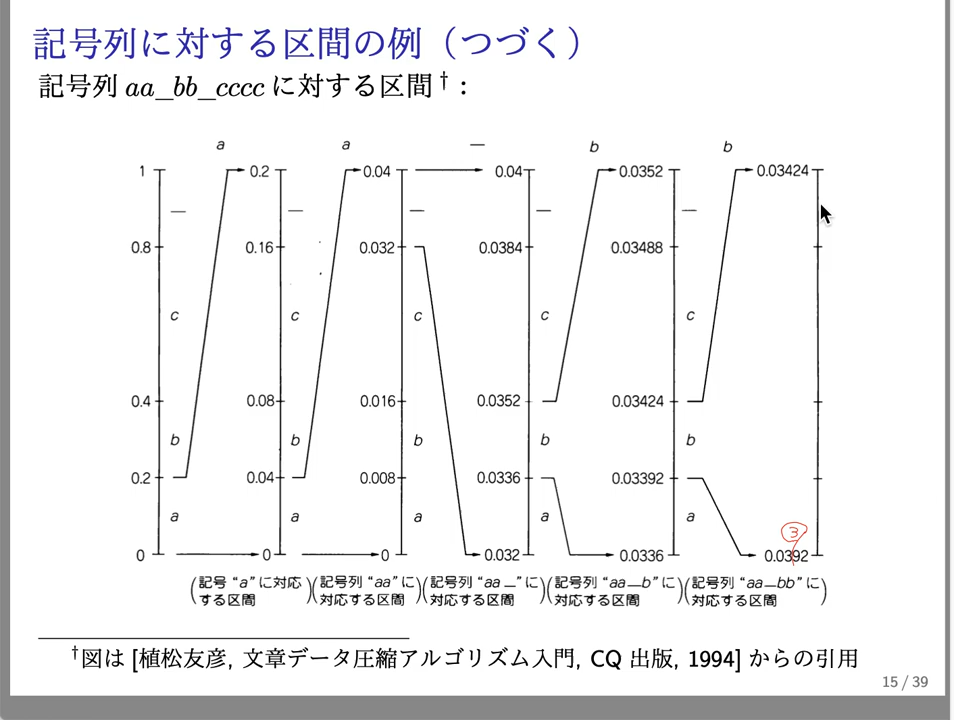 記号列に対する区間の例（つづく）
記号列 aa_bb_cccc に対する区間†：
a a — b b
1 0.2 0.04 0.04 0.0352 0.03424
— — — — —
0.8 0.16 0.032 0.0384 0.03488
c c c c c
0.4 0.08 0.016 0.0352 0.03424
b b b b b
0.2 0.04 0.008 0.0336 0.03392
a a a a a
3
0 0 0 0.032 0.0336 0.0392
(記号 “a” に対応する区間) (記号列 “aa” に対応する区間) (記号列 “aa —” に対応する区間) (記号列 “aa—b” に対応する区間) (記号列 “aa—bb” に対応する区間)
†図は [植松友彦, 文章データ圧縮アルゴリズム入門, CQ 出版, 1994] からの引用
15 / 39